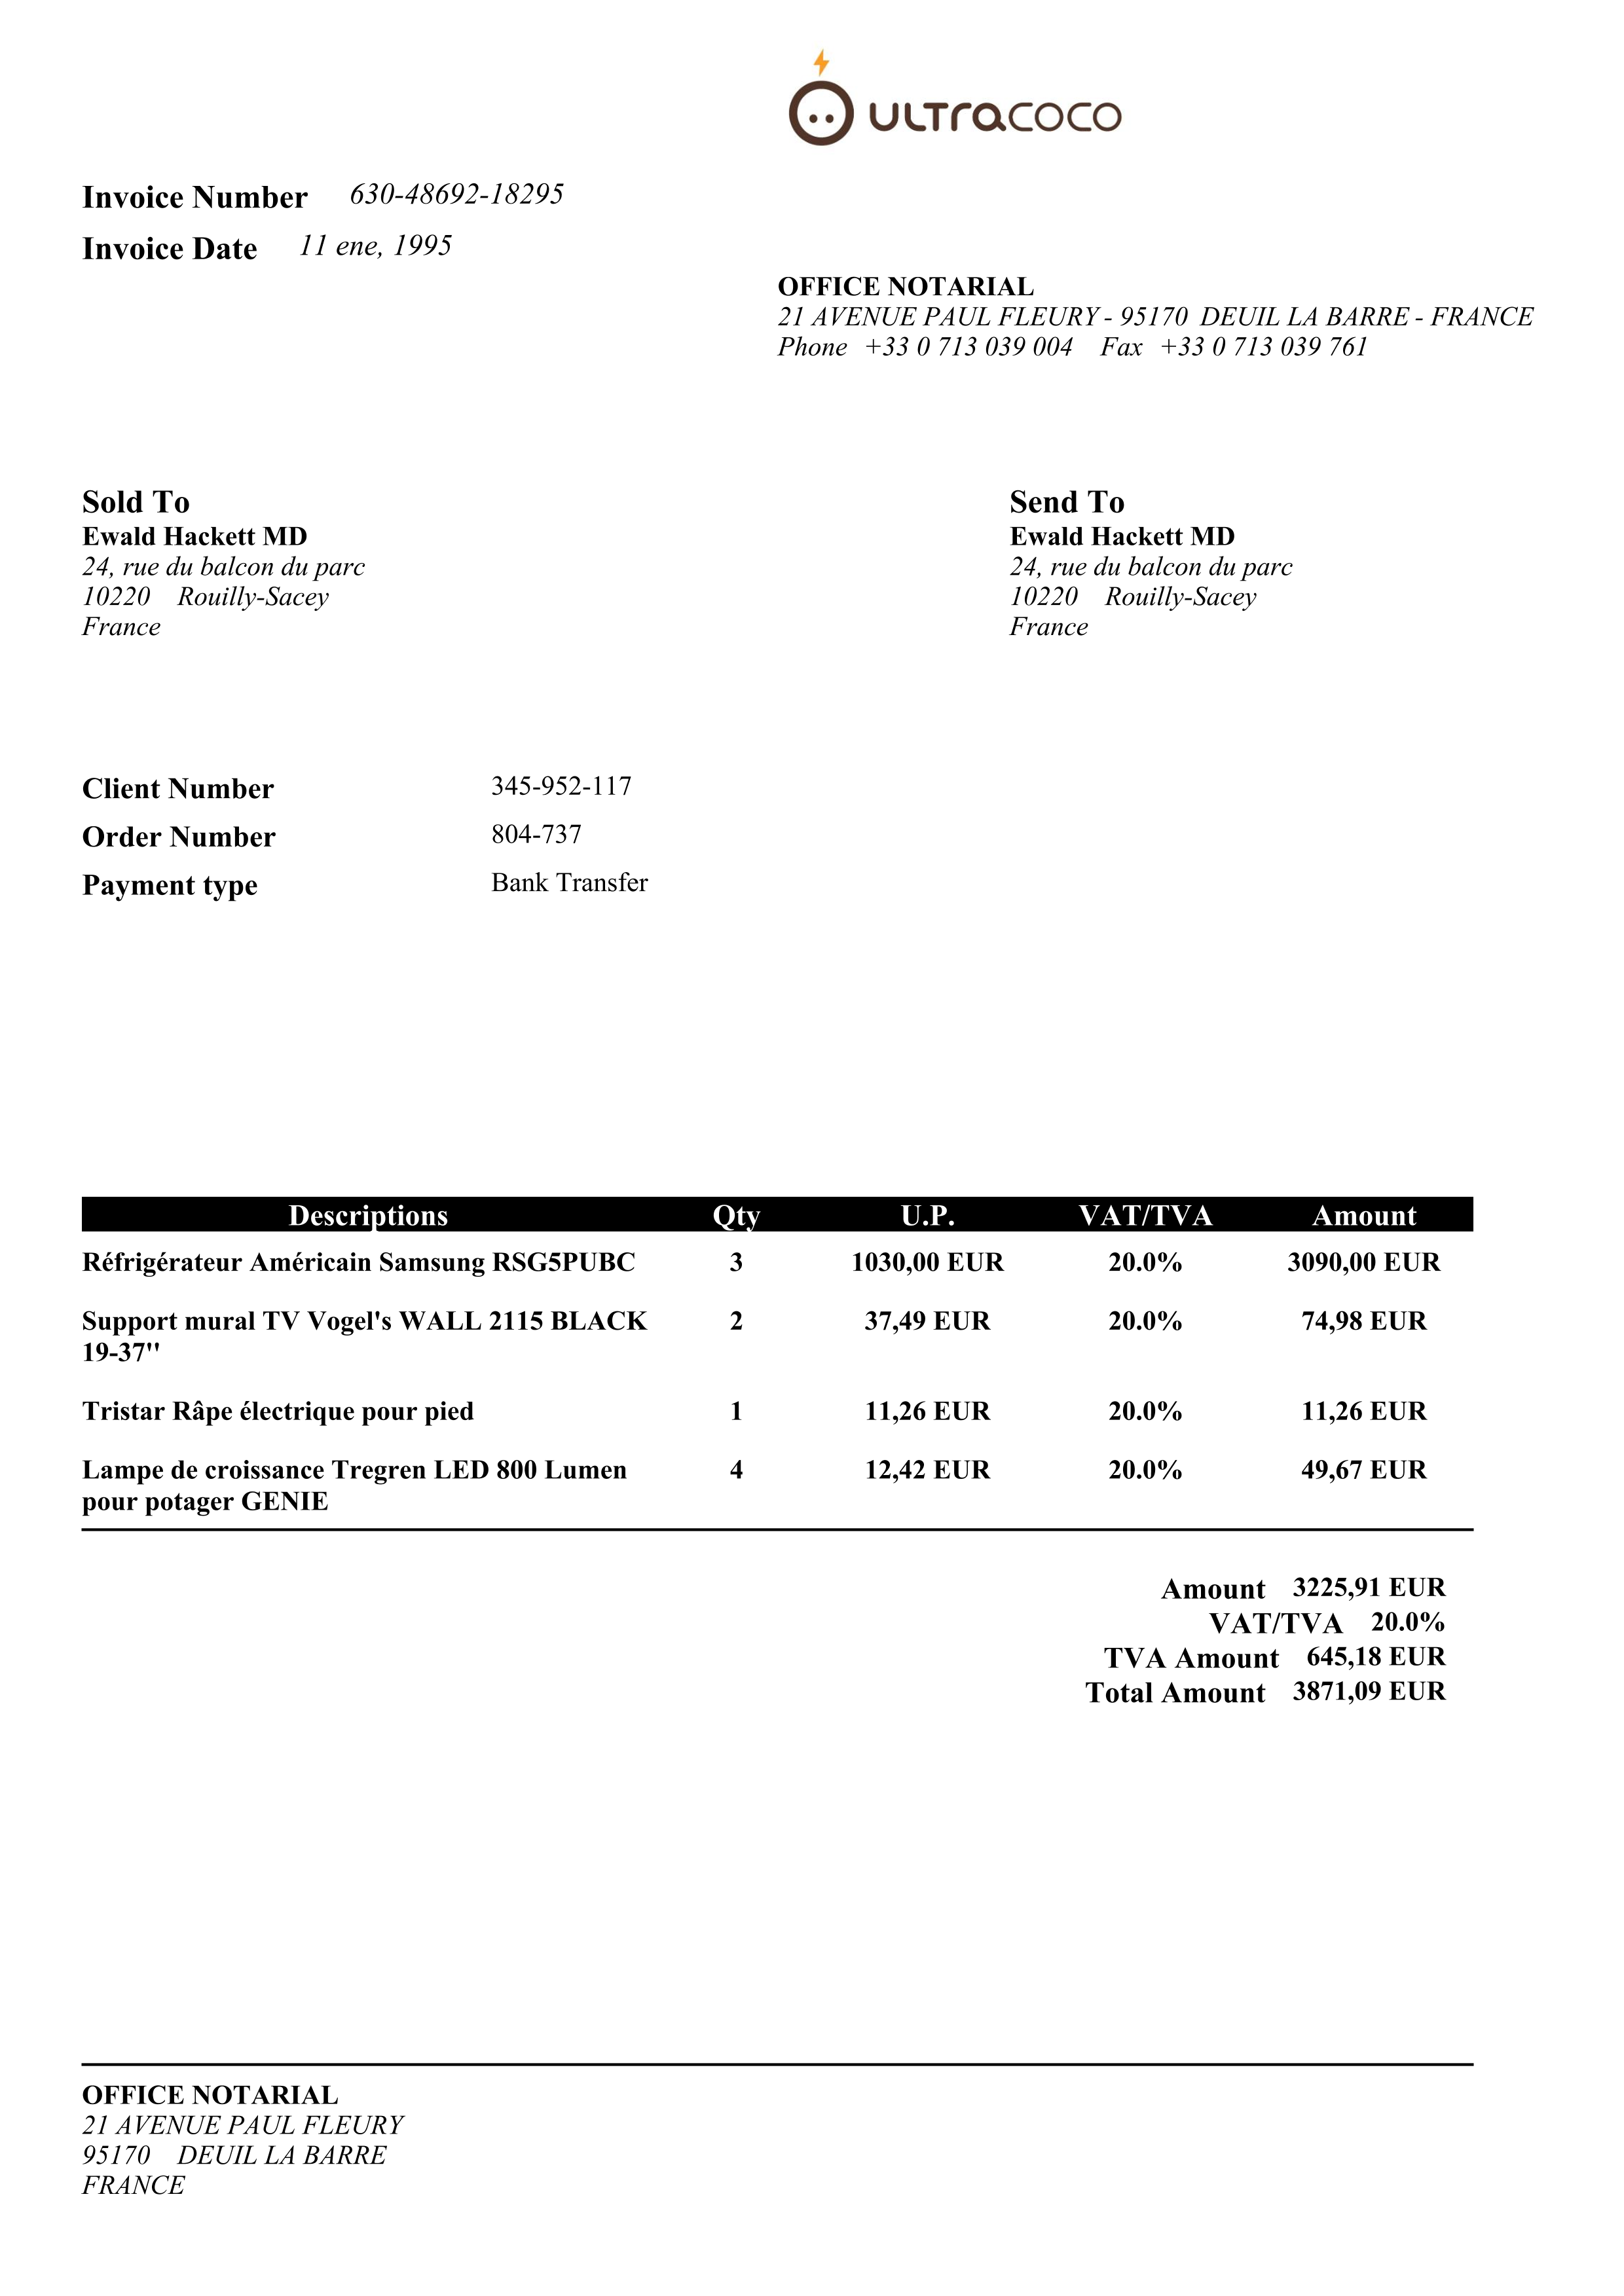 ULTRACOCO
Invoice Number 630-48692-18295
Invoice Date 11 ene, 1995
OFFICE NOTARIAL
21 AVENUE PAUL FLEURY - 95170 DEUIL LA BARRE - FRANCE
Phone +33 0 713 039 004 Fax +33 0 713 039 761
Sold To
Ewald Hackett MD
24, rue du balcon du parc
10220 Rouilly-Sacey
France
Send To
Ewald Hackett MD
24, rue du balcon du parc
10220 Rouilly-Sacey
France
Client Number 345-952-117
Order Number 804-737
Payment type Bank Transfer
Descriptions Qty U.P. VAT/TVA Amount
Réfrigérateur Américain Samsung RSG5PUBC 3 1030,00 EUR 20.0% 3090,00 EUR
Support mural TV Vogel's WALL 2115 BLACK 2 37,49 EUR 20.0% 74,98 EUR
19-37''
Tristar Râpe électrique pour pied 1 11,26 EUR 20.0% 11,26 EUR
Lampe de croissance Tregren LED 800 Lumen 4 12,42 EUR 20.0% 49,67 EUR
pour potager GENIE
Amount 3225,91 EUR
VAT/TVA 20.0%
TVA Amount 645,18 EUR
Total Amount 3871,09 EUR
OFFICE NOTARIAL
21 AVENUE PAUL FLEURY
95170 DEUIL LA BARRE
FRANCE